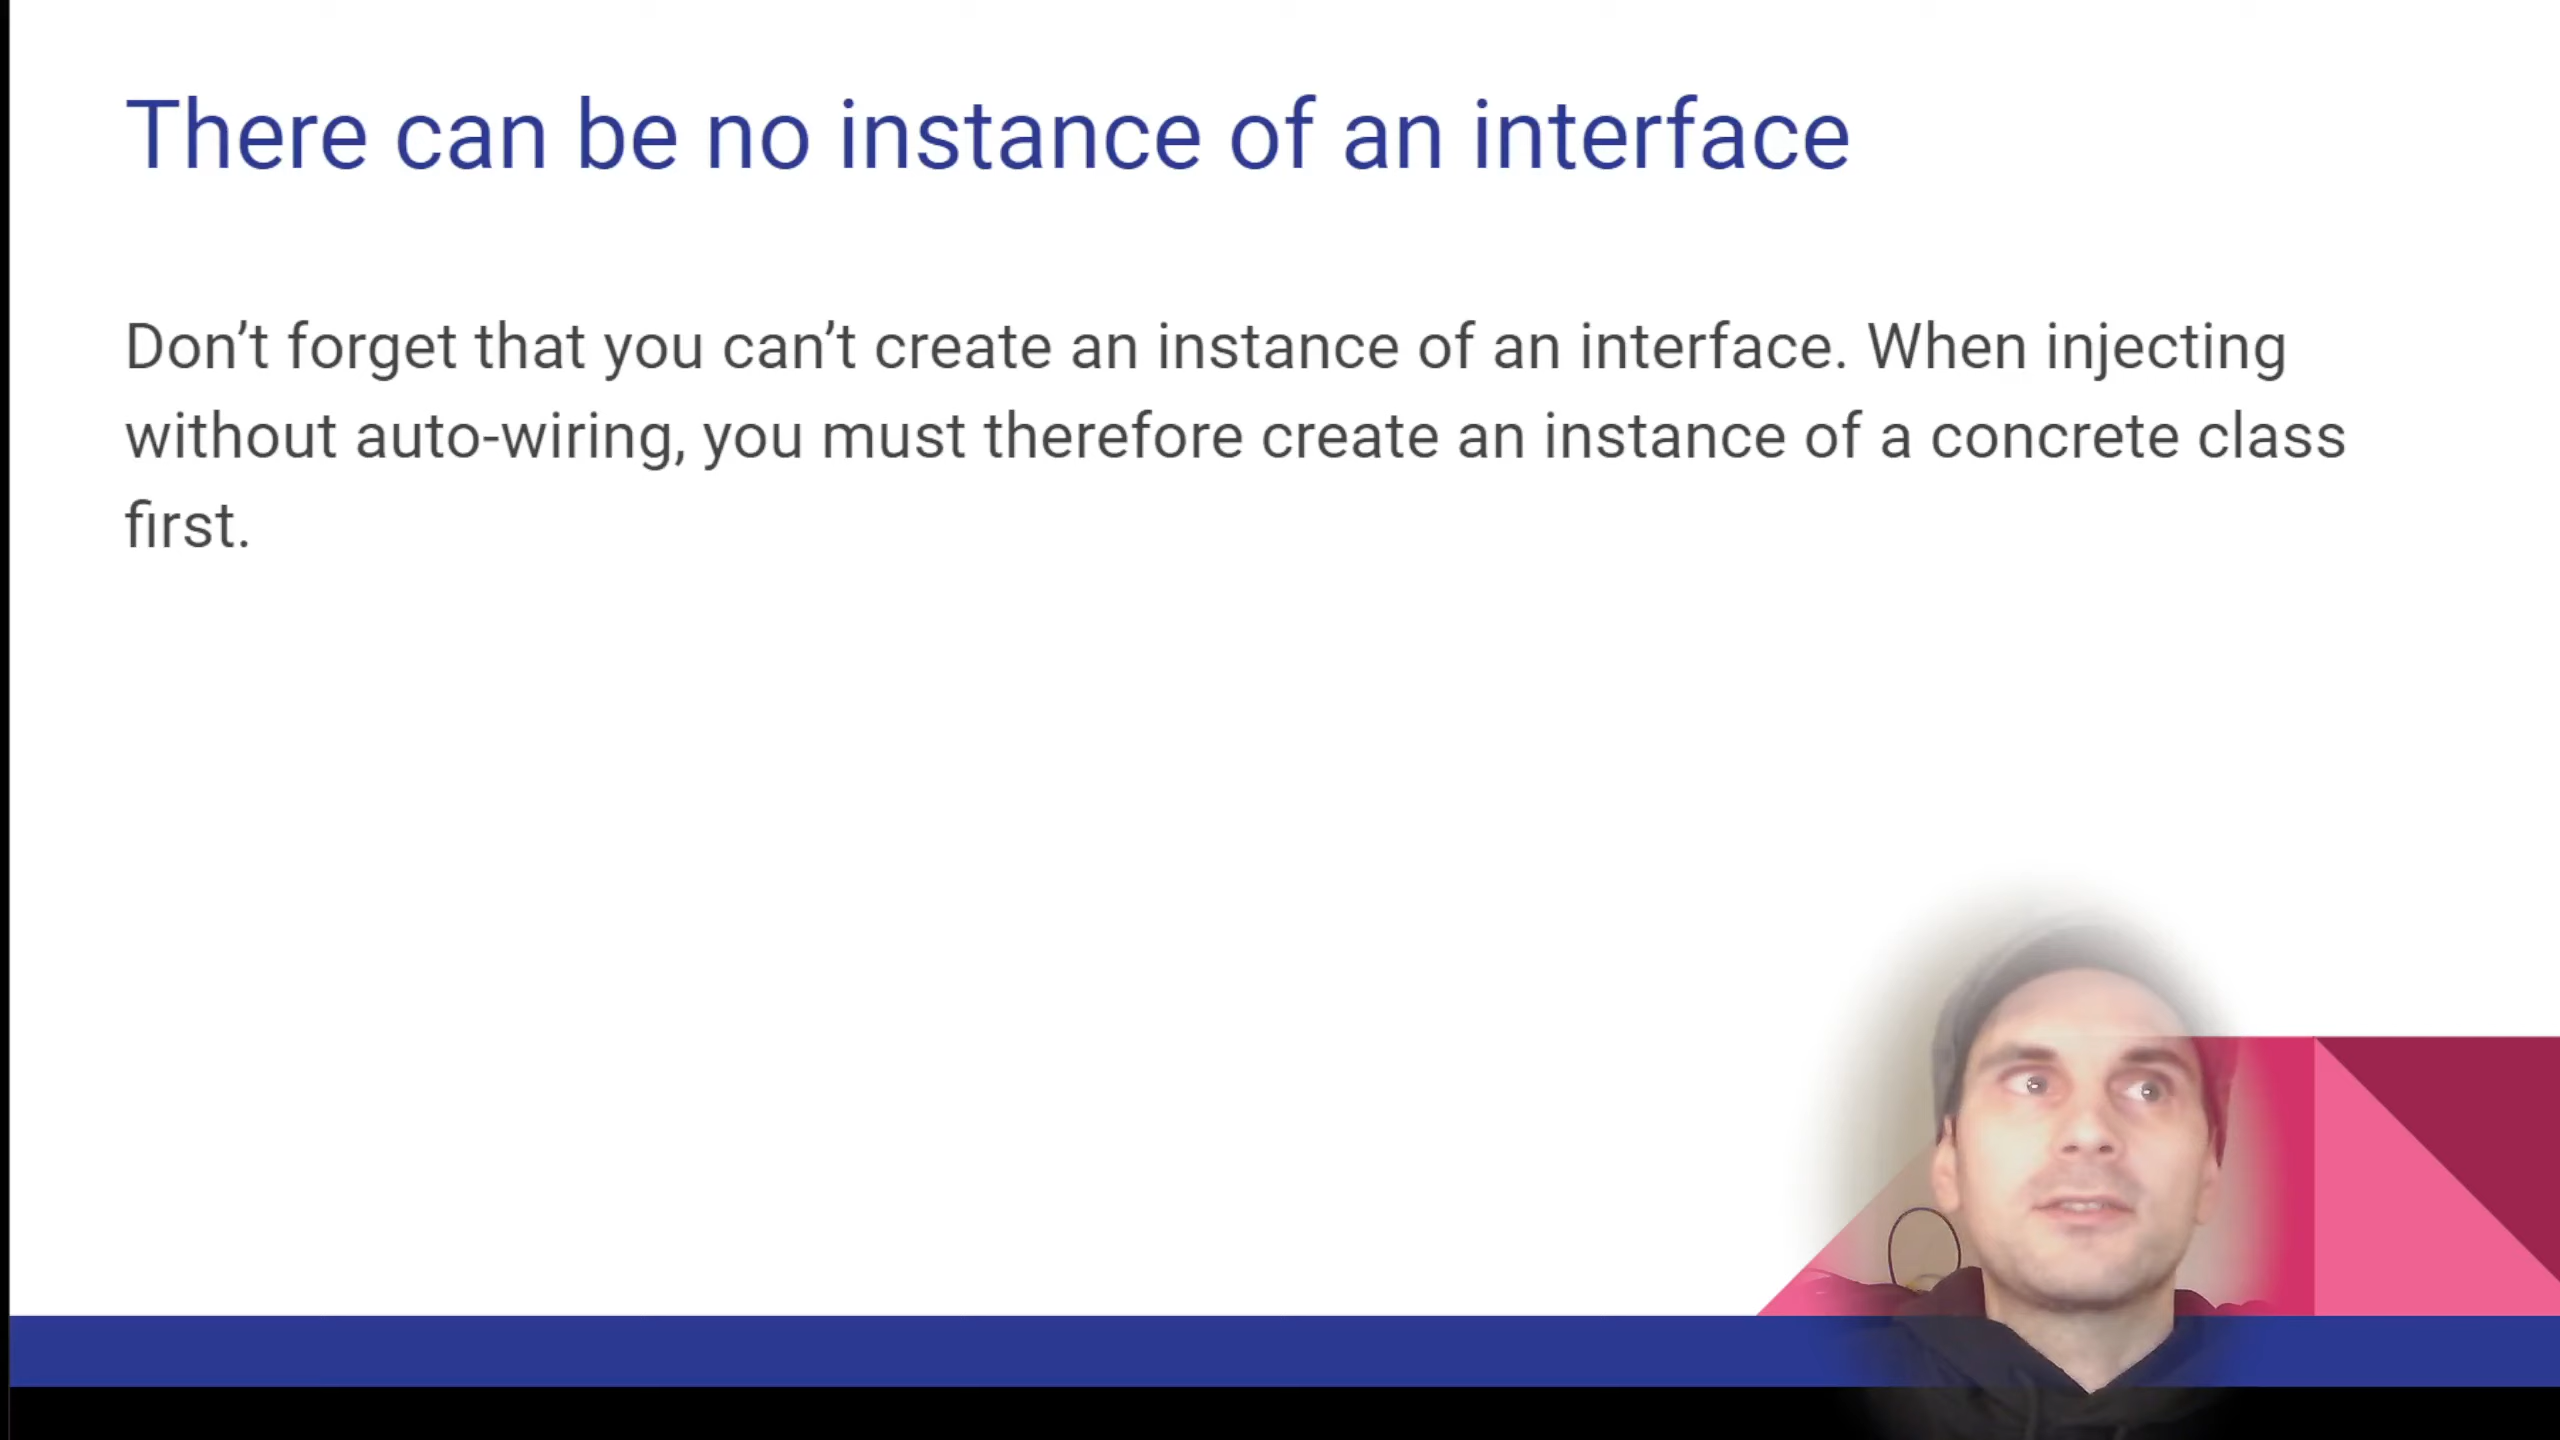 There can be no instance of an interface
Don’t forget that you can’t create an instance of an interface. When injecting
without auto-wiring, you must therefore create an instance of a concrete class
first.